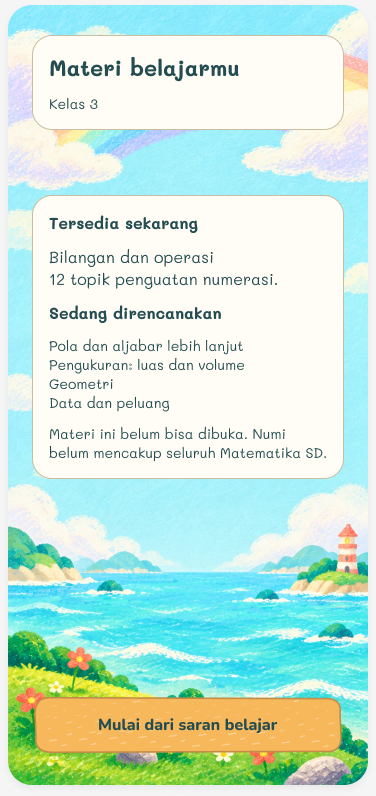 Materi belajarmu
Kelas 3
Tersedia sekarang
Bilangan dan operasi
12 topik penguatan numerasi.
Sedang direncanakan
Pola dan aljabar lebih lanjut
Pengukuran: luas dan volume
Geometri
Data dan peluang
Materi ini belum bisa dibuka. Numi
belum mencakup seluruh Matematika SD.
Mulai dari saran belajar